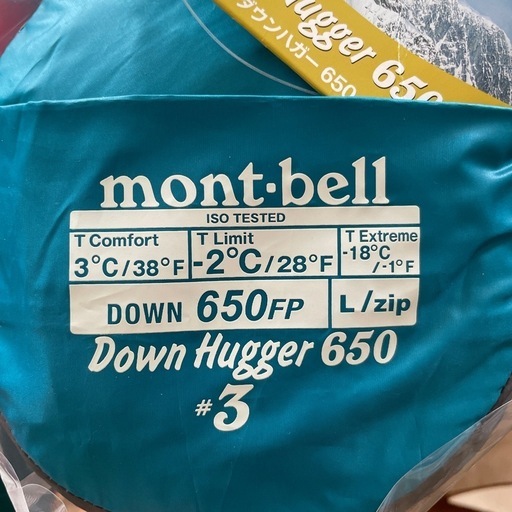 Hugger 650
ダウンハガー 650
mont-bell
ISO TESTED
T Comfort
3°C/38°F
T Limit
-2°C/28°F
T Extreme
-18°C
/-1°F
DOWN 650FP
L/zip
Down Hugger 650
#3